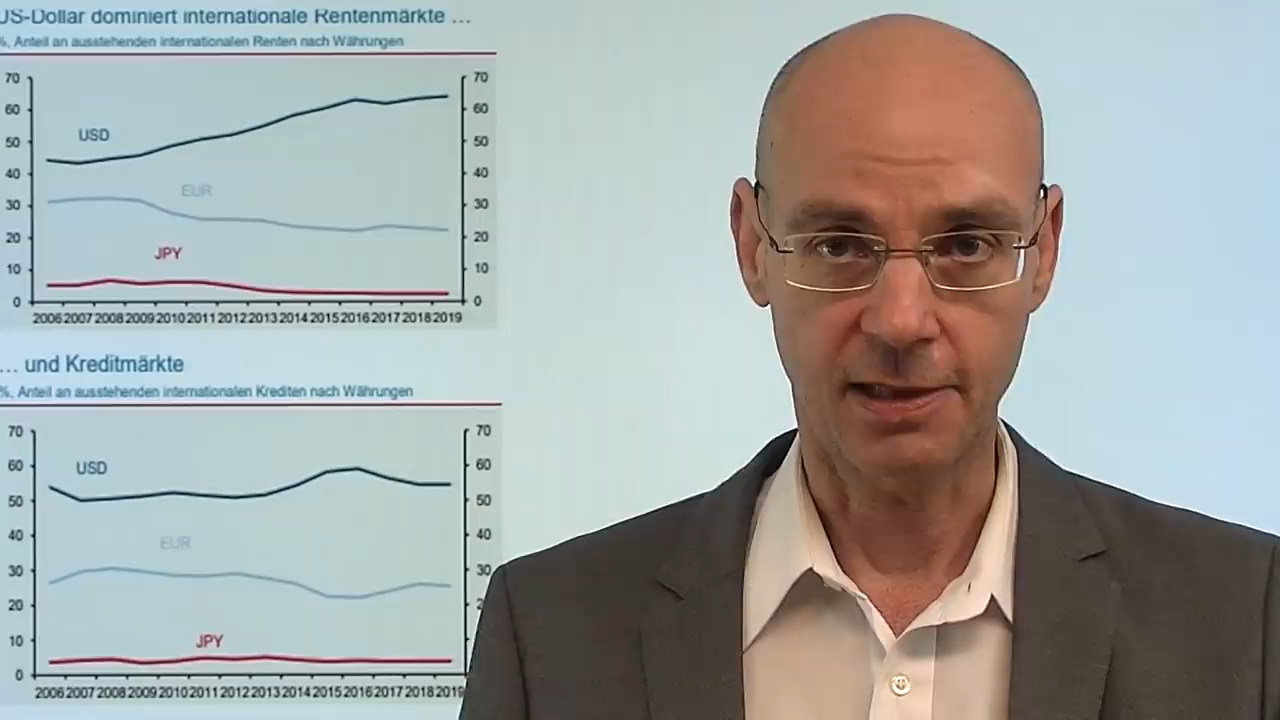 US-Dollar dominiert internationale Rentenmärkte ...
%, Anteil an ausstehenden internationalen Renten nach Währungen
70 70
60 60
USD
50 50
40 40
EUR
30 30
20 20
JPY
10 10
0 0
2006 2007 2008 2009 2010 2011 2012 2013 2014 2015 2016 2017 2018 2019
... und Kreditmärkte
%, Anteil an ausstehenden internationalen Krediten nach Währungen
70 70
60 60
USD
50 50
40 40
EUR
30 30
20 2
10
JPY
0
2006 2007 2008 2009 2010 2011 2012 2013 2014 2015 2016 2017 2018 2019